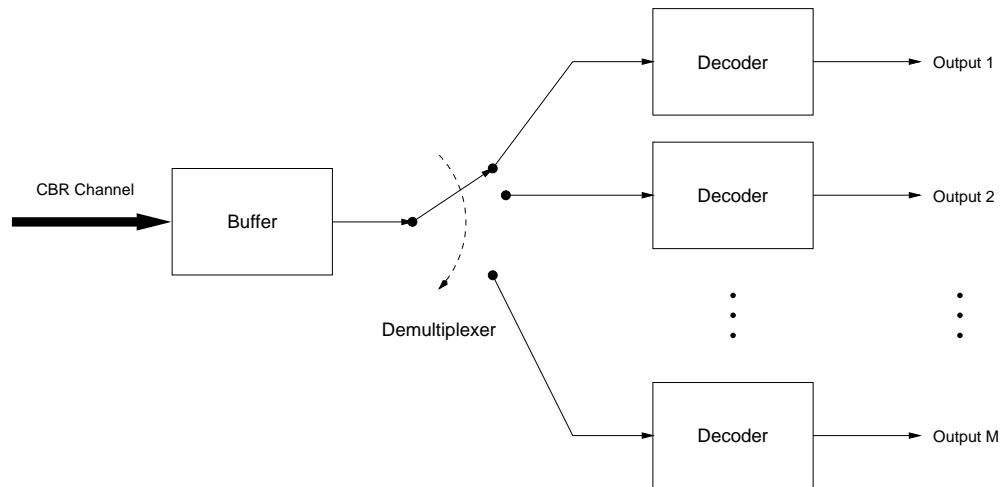 Decoder
Output 1
CBR Channel
Buffer
Decoder
Output 2
Demultiplexer
Decoder
Output M